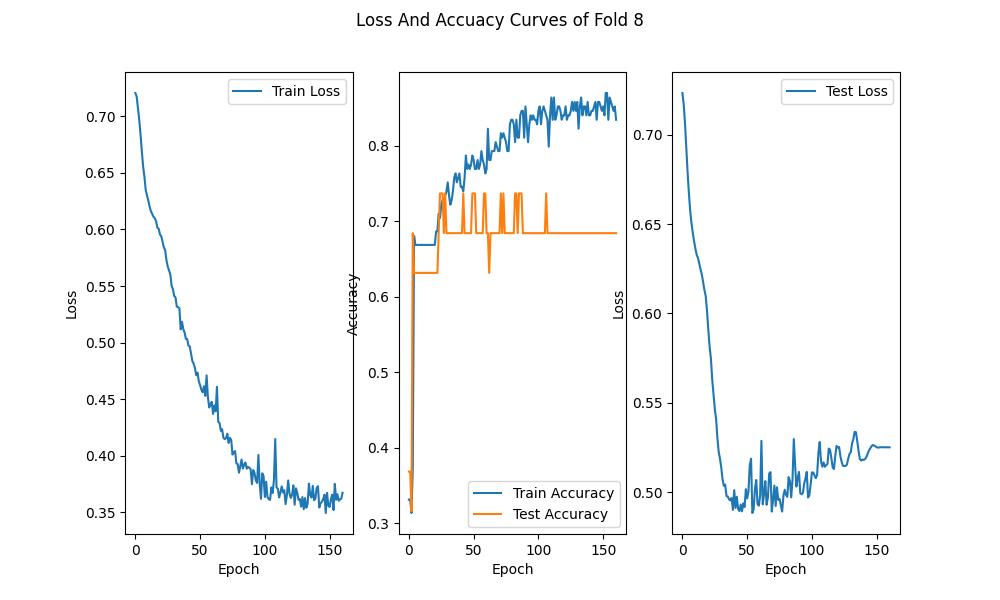 Loss And Accuacy Curves of Fold 8
Train Loss
0.70
0.65
0.60
0.55
0.50
0.45
0.40
0.35
Loss
0 50 100 150
Epoch
0.8
0.7
0.6
0.5
0.4
0.3
Accuracy
Train Accuracy
Test Accuracy
0 50 100 150
Epoch
Test Loss
0.70
0.65
0.60
0.55
0.50
Loss
0 50 100 150
Epoch